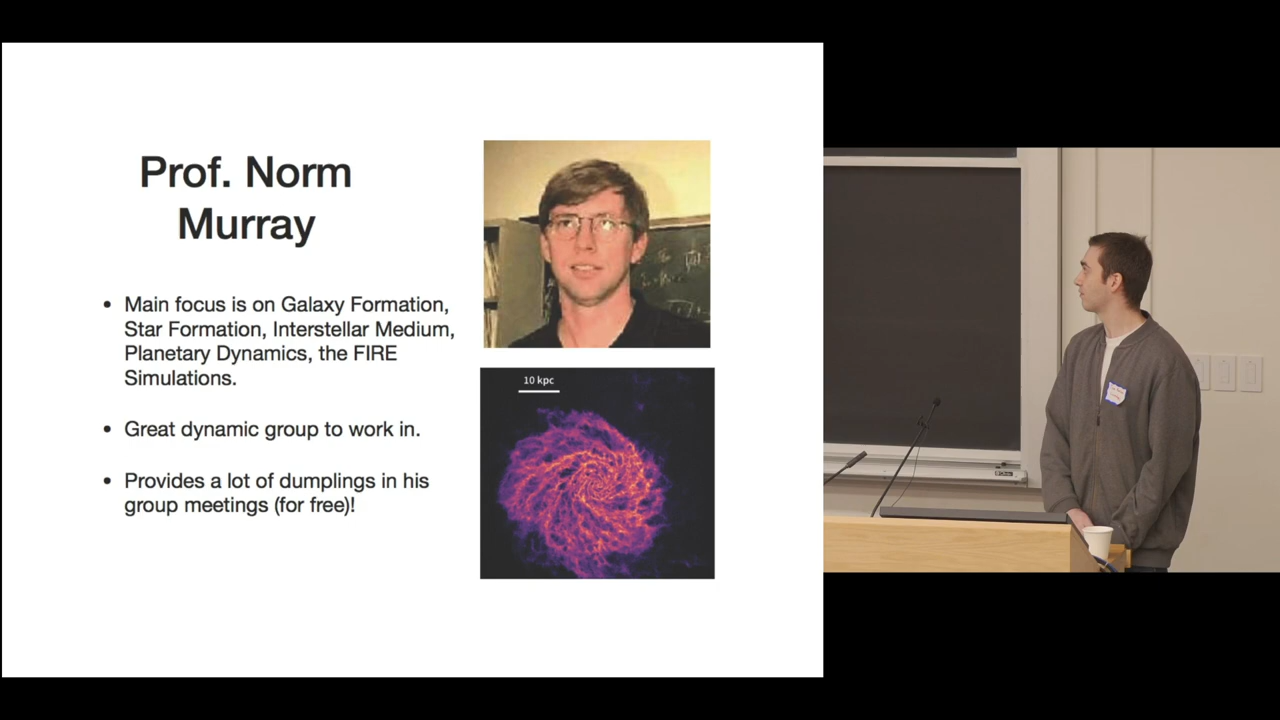 Prof. Norm
Murray
• Main focus is on Galaxy Formation,
Star Formation, Interstellar Medium,
Planetary Dynamics, the FIRE
Simulations.
• Great dynamic group to work in.
• Provides a lot of dumplings in his
group meetings (for free)!
10 kpc